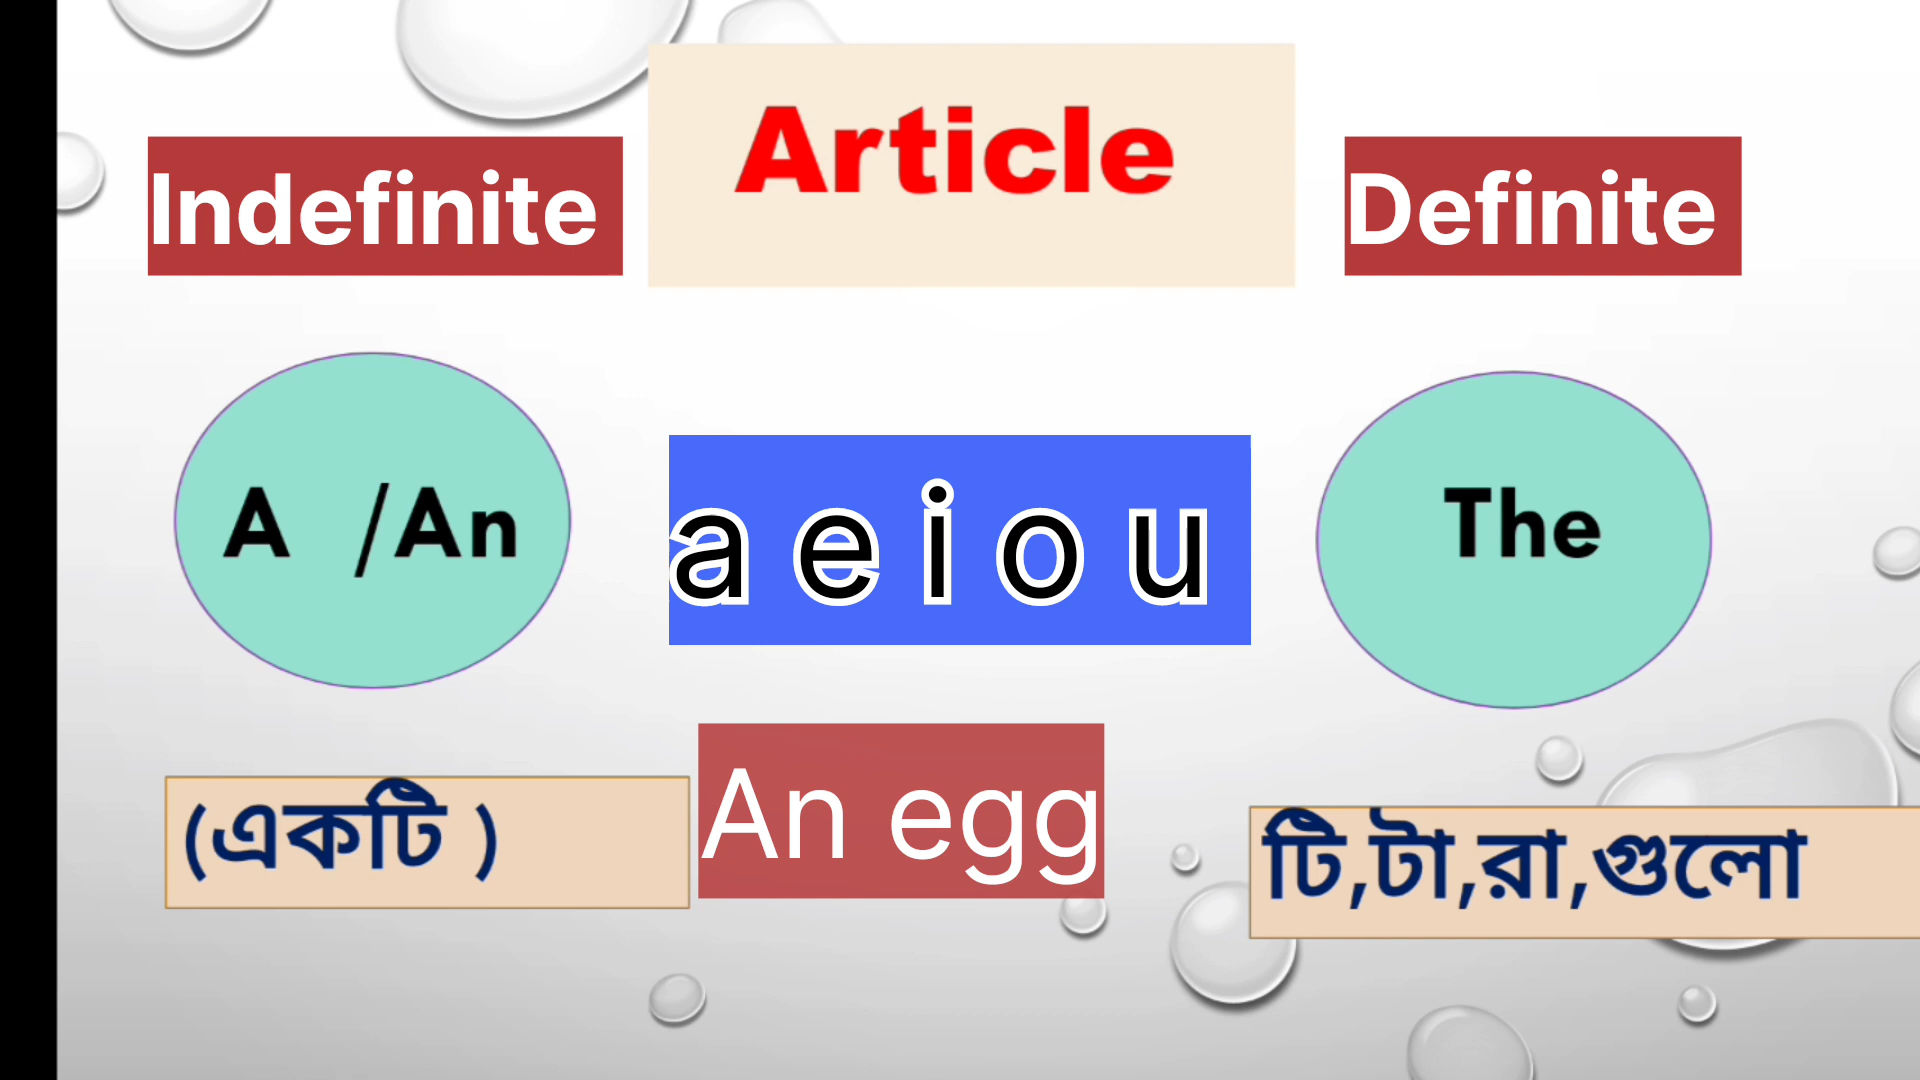 Article
Indefinite
Definite
A /An
a e i o u
The
(একটি )
An egg
টি,টা,রা,গুলো